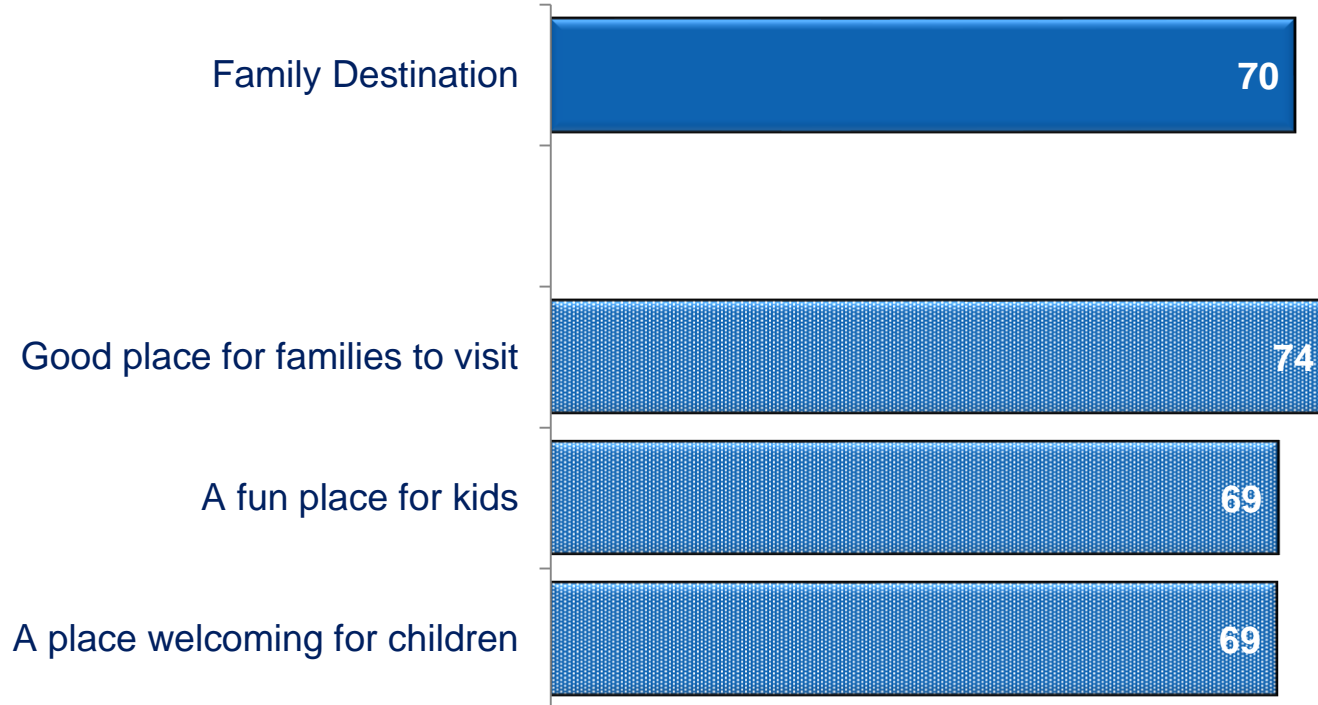 Family Destination 70
Good place for families to visit 74
A fun place for kids 69
A place welcoming for children 69